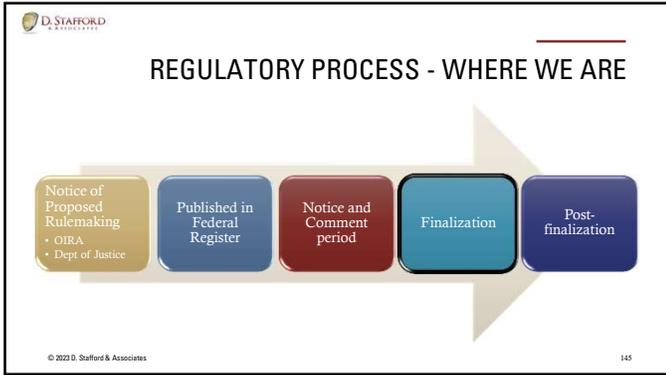 D. STAFFORD
& ASSOCIATES
REGULATORY PROCESS - WHERE WE ARE
Notice of
Proposed
Rulemaking
• OIRA
• Dept of Justice
Published in
Federal
Register
Notice and
Comment
period
Finalization
Post-
finalization
© 2023 D. Stafford & Associates
145